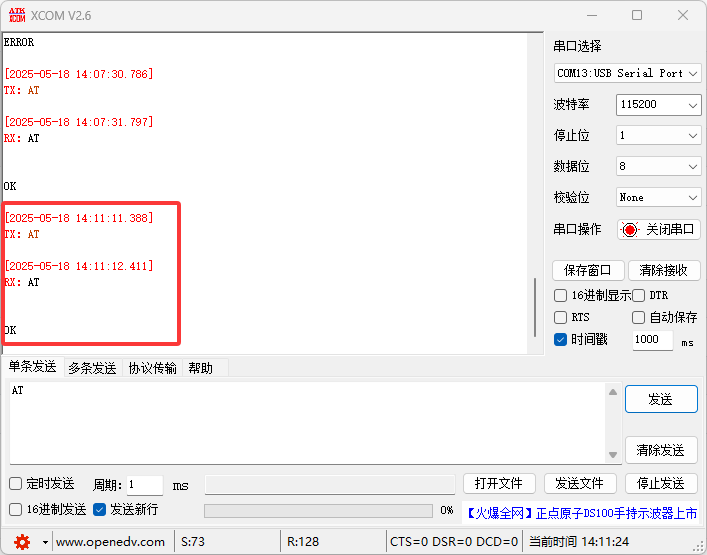 ATK
XCOM XCOM V2.6
ERROR
[2025-05-18 14:07:30.786]
TX: AT
[2025-05-18 14:07:31.797]
RX: AT
OK
[2025-05-18 14:11:11.388]
TX: AT
[2025-05-18 14:11:12.411]
RX: AT
OK
串口选择
COM13:USB Serial Port
波特率 115200
停止位 1
数据位 8
校验位 None
串口操作 关闭串口
保存窗口 清除接收
16进制显示 DTR
RTS 自动保存
时间戳 1000 ms
单条发送 多条发送 协议传输 帮助
AT
发送
清除发送
定时发送 周期: 1 ms 打开文件 发送文件 停止发送
16进制发送 发送新行 0% 【火爆全网】正点原子DS100手持示波器上市
www.openedv.com S:73 R:128 CTS=0 DSR=0 DCD=0 当前时间 14:11:24